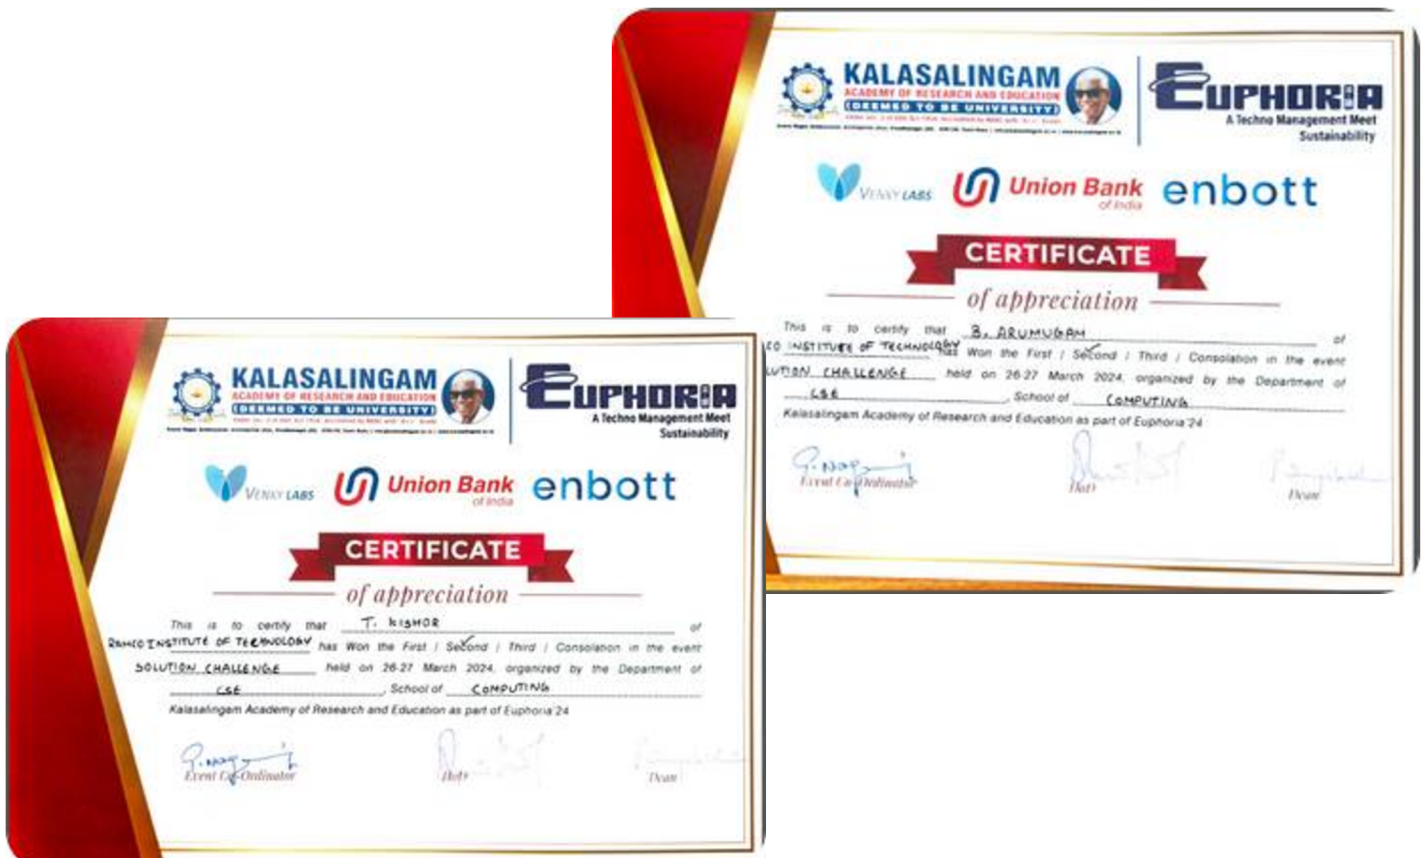 KALASALINGAM
ACADEMY OF RESEARCH AND EDUCATION
(DEEMED TO BE UNIVERSITY)
EUPHORIA
A Techno Management Meet
Sustainability
VENKY LABS
Union Bank
of India
enbott
CERTIFICATE
of appreciation
This is to certify that B. ARUMUGAM of
CO INSTITUTE OF TECHNOLOGY has Won the First / Second / Third / Consolation in the event
LUTION CHALLENGE held on 26-27 March 2024, organized by the Department of
CSE, School of COMPUTING
Kalasalingam Academy of Research and Education as part of Euphoria'24
Event Co-Ordinator
HoD
Dean
KALASALINGAM
ACADEMY OF RESEARCH AND EDUCATION
(DEEMED TO BE UNIVERSITY)
EUPHORIA
A Techno Management Meet
Sustainability
VENKY LABS
Union Bank
of India
enbott
CERTIFICATE
of appreciation
This is to certify that T. KISHOR of
RAMCO INSTITUTE OF TECHNOLOGY has Won the First / Second / Third / Consolation in the event
SOLUTION CHALLENGE held on 26-27 March 2024, organized by the Department of
CSE, School of COMPUTING
Kalasalingam Academy of Research and Education as part of Euphoria'24
Event Co-Ordinator
HoD
Dean